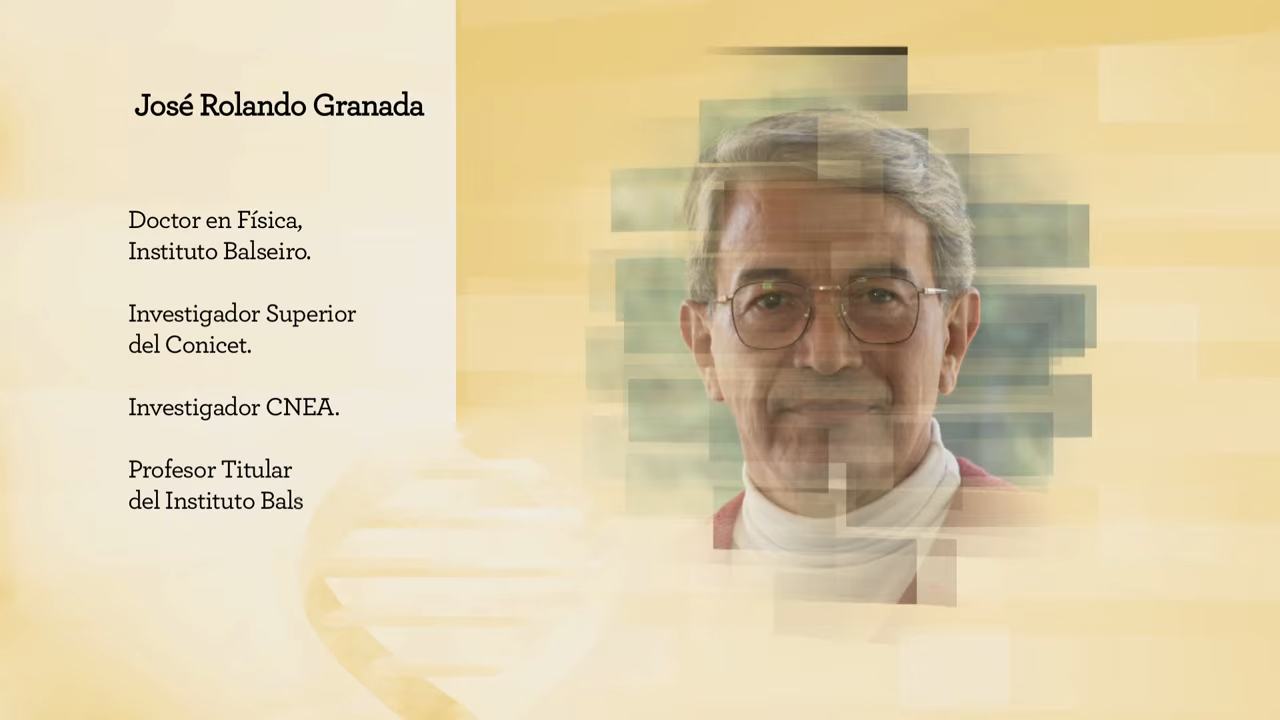 José Rolando Granada
Doctor en Física,
Instituto Balseiro.
Investigador Superior
del Conicet.
Investigador CNEA.
Profesor Titular
del Instituto Bals